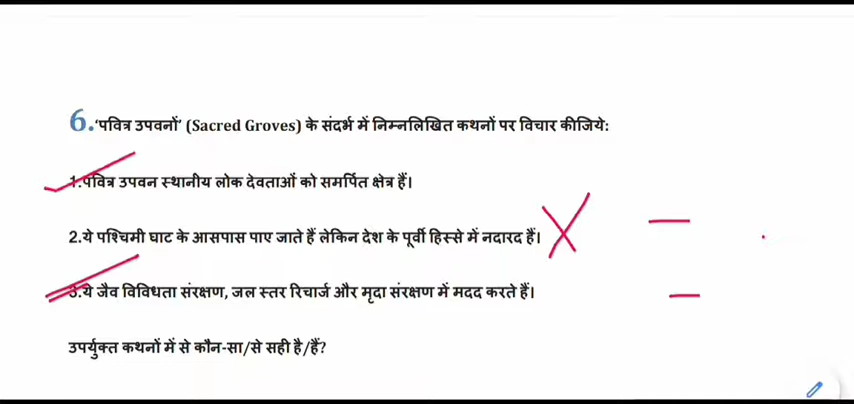 6.'पवित्र उपवनों' (Sacred Groves) के संदर्भ में निम्नलिखित कथनों पर विचार कीजिये:
1.पवित्र उपवन स्थानीय लोक देवताओं को समर्पित क्षेत्र हैं।
2.ये पश्चिमी घाट के आसपास पाए जाते हैं लेकिन देश के पूर्वी हिस्से में नदारद हैं।
3.ये जैव विविधता संरक्षण, जल स्तर रिचार्ज और मृदा संरक्षण में मदद करते हैं।
उपर्युक्त कथनों में से कौन-सा/से सही है/हैं?